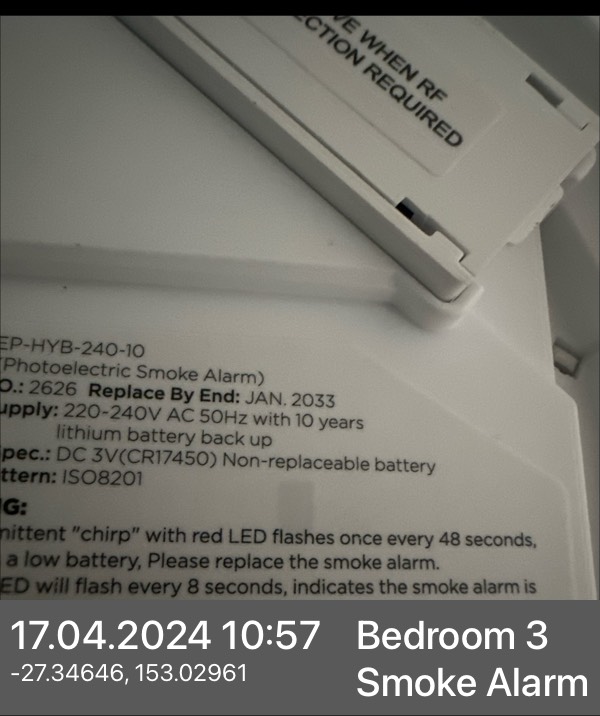 VE WHEN RF
ECTION REQUIRED
EP-HYB-240-10
(Photoelectric Smoke Alarm)
O.: 2626 Replace By End: JAN. 2033
upply: 220-240V AC 50Hz with 10 years
lithium battery back up
pec.: DC 3V(CR17450) Non-replaceable battery
ttern: ISO8201
G:
nittent "chirp" with red LED flashes once every 48 seconds,
a low battery, Please replace the smoke alarm.
ED will flash every 8 seconds, indicates the smoke alarm is
17.04.2024 10:57
-27.34646, 153.02961
Bedroom 3
Smoke Alarm